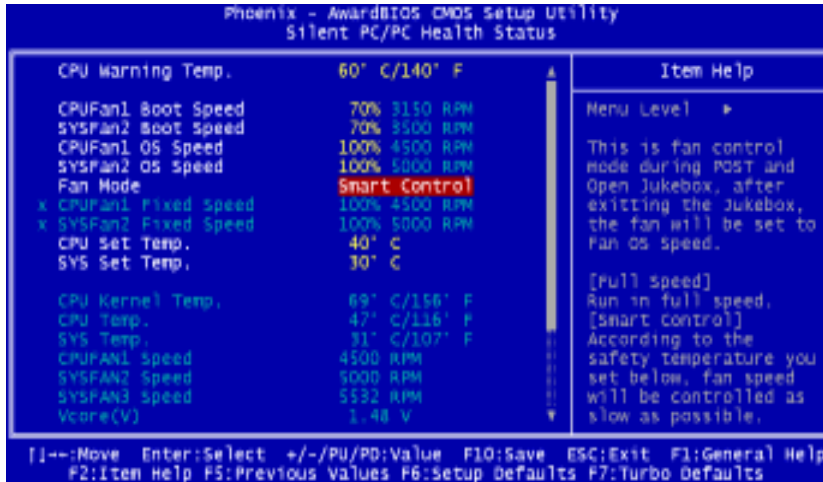 Phoenix - AwardBIOS CMOS Setup Utility
Silent PC/PC Health Status
CPU Warning Temp. 60° C/140° F
CPUFan1 Boot Speed 70% 3150 RPM
SYSFan2 Boot Speed 70% 3500 RPM
CPUFan1 OS Speed 100% 4500 RPM
SYSFan2 OS Speed 100% 5000 RPM
Fan Mode Smart Control
x CPUFan1 Fixed Speed 100% 4500 RPM
x SYSFan2 Fixed Speed 100% 5000 RPM
CPU Set Temp. 40° C
SYS Set Temp. 30° C
CPU Kernel Temp. 69° C/156° F
CPU Temp. 47° C/116° F
SYS Temp. 31° C/107° F
CPUFAN1 Speed 4500 RPM
SYSFAN2 Speed 5000 RPM
SYSFAN3 Speed 5532 RPM
Vcore(V) 1.48 V
Item Help
Menu Level ▸
This is fan control
mode during POST and
Open Jukebox, after
exitting the Jukebox,
the fan will be set to
Fan OS Speed.
[Full Speed]
Run in full speed.
[Smart Control]
According to the
safety temperature you
set below, fan speed
will be controlled as
slow as possible.
↑↓→←:Move Enter:Select +/-/PU/PD:Value F10:Save ESC:Exit F1:General Help
F2:Item Help F5:Previous Values F6:Setup Defaults F7:Turbo Defaults